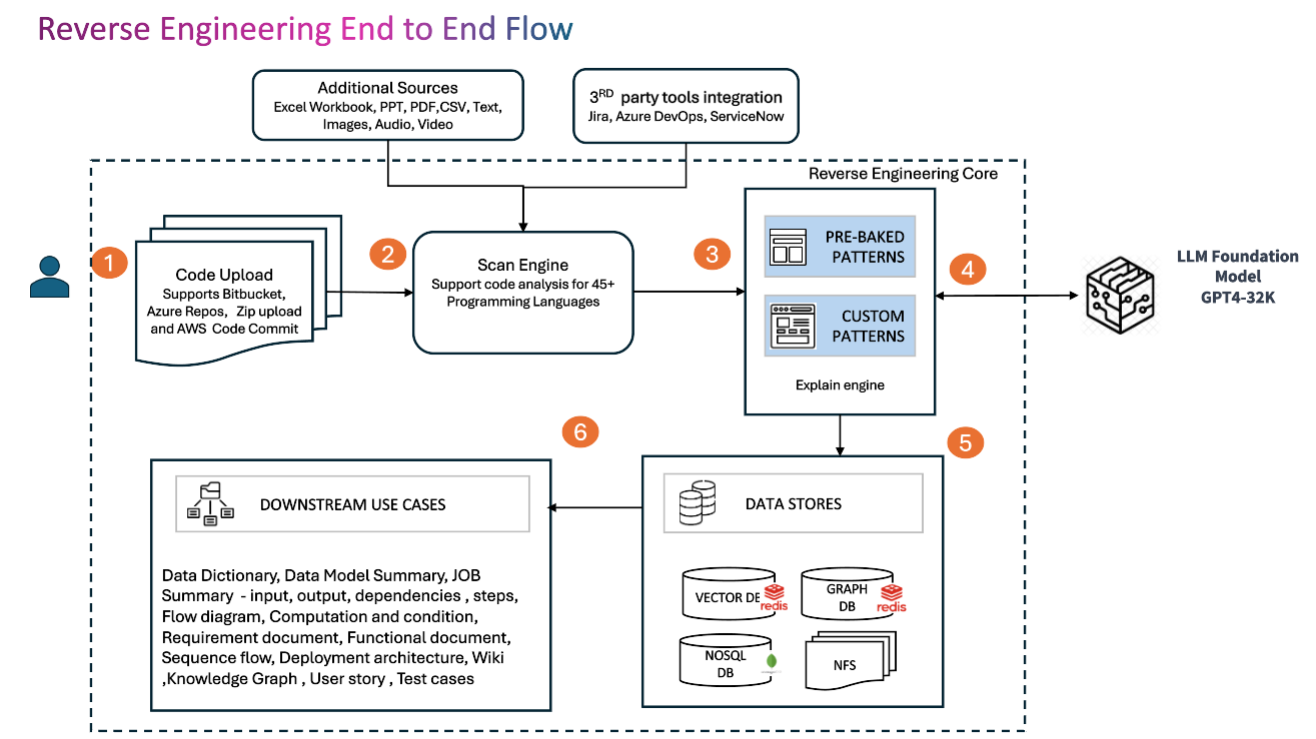 Reverse Engineering End to End Flow
Additional Sources
Excel Workbook, PPT, PDF,CSV, Text,
Images, Audio, Video
3RD party tools integration
Jira, Azure DevOps, ServiceNow
Reverse Engineering Core
1
Code Upload
Supports Bitbucket,
Azure Repos, Zip upload
and AWS Code Commit
2
Scan Engine
Support code analysis for 45+
Programming Languages
3
PRE-BAKED
PATTERNS
CUSTOM
PATTERNS
Explain engine
4
LLM Foundation
Model
GPT4-32K
5
DATA STORES
VECTOR DE
redis
GRAPH
DB
redis
NOSQL
DB
NFS
6
DOWNSTREAM USE CASES
Data Dictionary, Data Model Summary, JOB
Summary - input, output, dependencies , steps,
Flow diagram, Computation and condition,
Requirement document, Functional document,
Sequence flow, Deployment architecture, Wiki
,Knowledge Graph , User story , Test cases